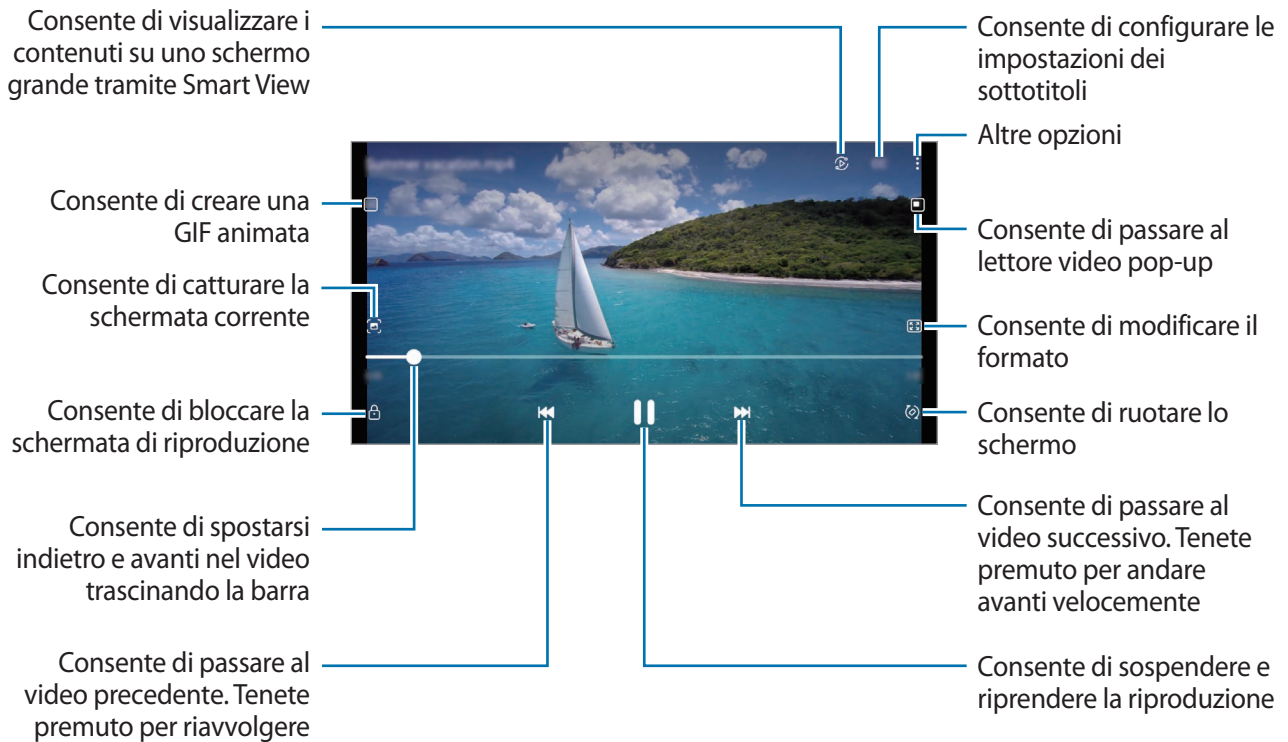 Consente di visualizzare i
contenuti su uno schermo
grande tramite Smart View
Consente di creare una
GIF animata
Consente di catturare la
schermata corrente
Consente di bloccare la
schermata di riproduzione
Consente di spostarsi
indietro e avanti nel video
trascinando la barra
Consente di passare al
video precedente. Tenete
premuto per riavvolgere
Consente di configurare le
impostazioni dei
sottotitoli
Altre opzioni
Consente di passare al
lettore video pop-up
Consente di modificare il
formato
Consente di ruotare lo
schermo
Consente di passare al
video successivo. Tenete
premuto per andare
avanti velocemente
Consente di sospendere e
riprendere la riproduzione